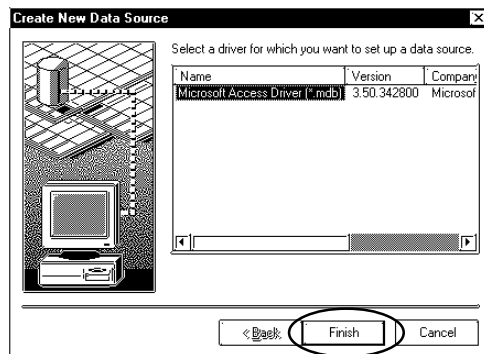 Create New Data Source
Select a driver for which you want to set up a data source.
Name Version Company
Microsoft Access Driver (*.mdb) 3.50.342800 Microsof
< Back Finish Cancel